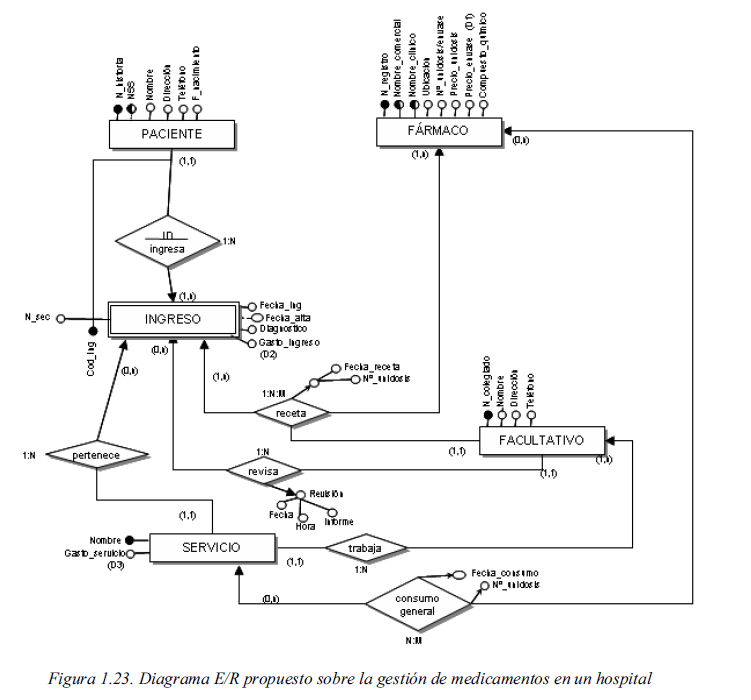 N_historia
NSS
Nombre
Dirección
Teléfono
F_nacimiento
PACIENTE
(1,1)
N_registro
Nombre_comercial
Nombre_clínico
Ubicacion
Nº_unidosis/envase
Precio_unidosis
Precio_envase (D1)
Compuesto_químico
FÁRMACO
(1,n)
(0,n)
ID
ingresa
1:N
(1,n)
N_sec
INGRESO
Fecha_ing
Fecha_alta
Diagnostico
Gasto_Ingreso
(D2)
Cod_Ing
(0,n)
(0,n)
(1,n)
Fecha_receta
Nº_unidosis
1:N:M
receta
N_colegiado
Nombre
Dirección
Teléfono
FACULTATIVO
(1,1)
(1,1)
(1,n)
1:N
pertenece
1:N
revisa
Reuisión
Fecha
Hora
Informe
(1,1)
Nombre
Gasto_seruicio
(D3)
SERVICIO
(1,1)
trabaja
1:N
(0,n)
Fecha_consumo
Nº_unidosis
consumo
general
N:M
Figura 1.23. Diagrama E/R propuesto sobre la gestión de medicamentos en un hospital